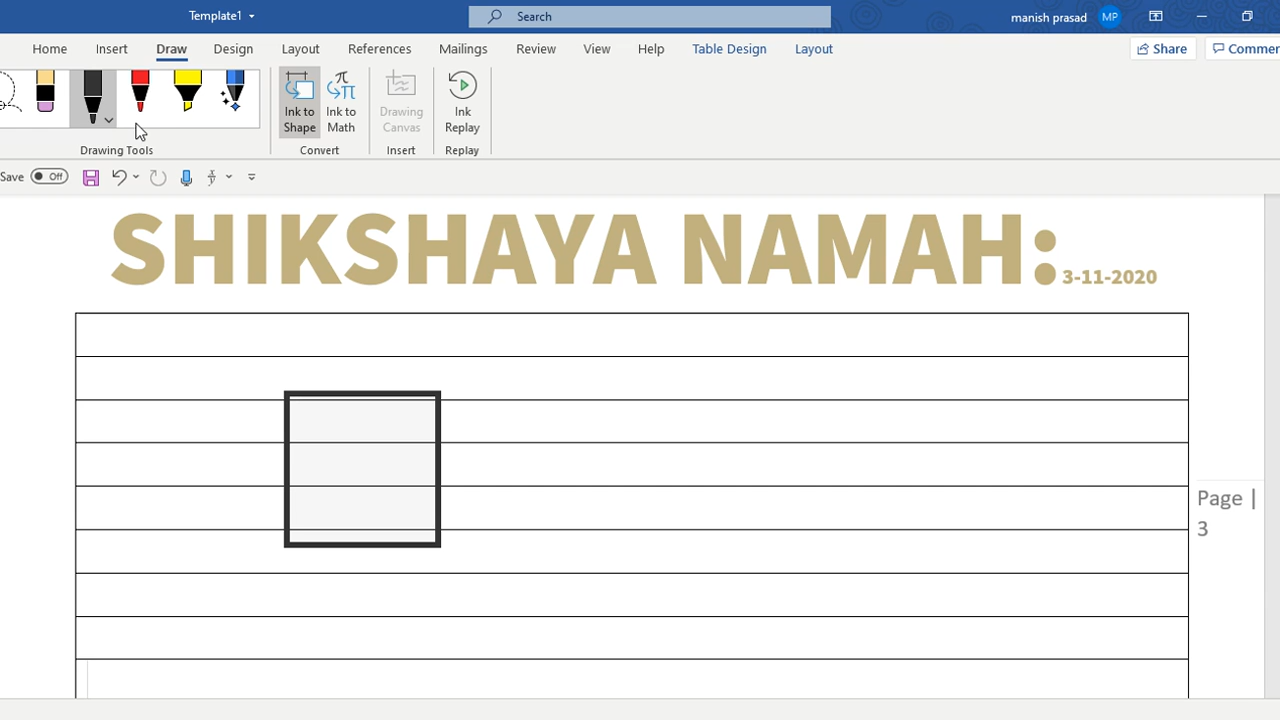 Template1
Search
manish prasad MP
Home Insert Draw Design Layout References Mailings Review View Help Table Design Layout
Share Commer
Ink to Shape
Ink to Math
Drawing Canvas
Ink Replay
Drawing Tools Convert Insert Replay
Save Off
SHIKSHAYA NAMAH: 3-11-2020
Page |
3